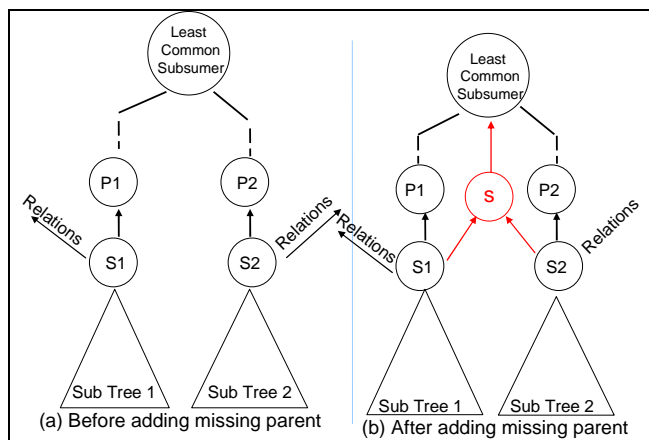 Least
Common
Subsumer
P1
P2
Relations
Relations
S1
S2
Sub Tree 1
Sub Tree 2
(a) Before adding missing parent
Least
Common
Subsumer
P1
S
P2
Relations
Relations
S1
S2
Sub Tree 1
Sub Tree 2
(b) After adding missing parent